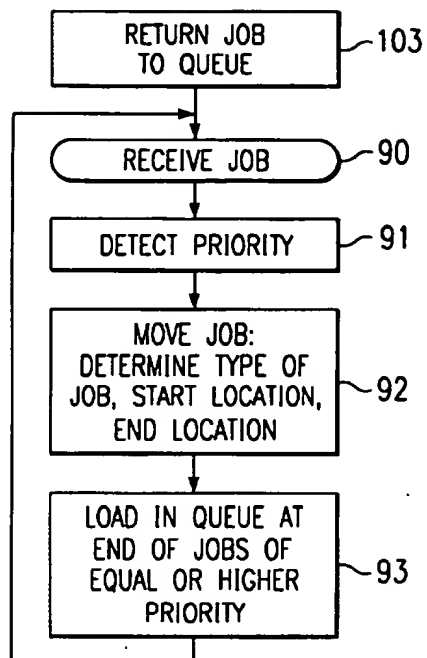 RETURN JOB
TO QUEUE
103
RECEIVE JOB
90
DETECT PRIORITY
91
MOVE JOB:
DETERMINE TYPE OF
JOB, START LOCATION,
END LOCATION
92
LOAD IN QUEUE AT
END OF JOBS OF
EQUAL OR HIGHER
PRIORITY
93